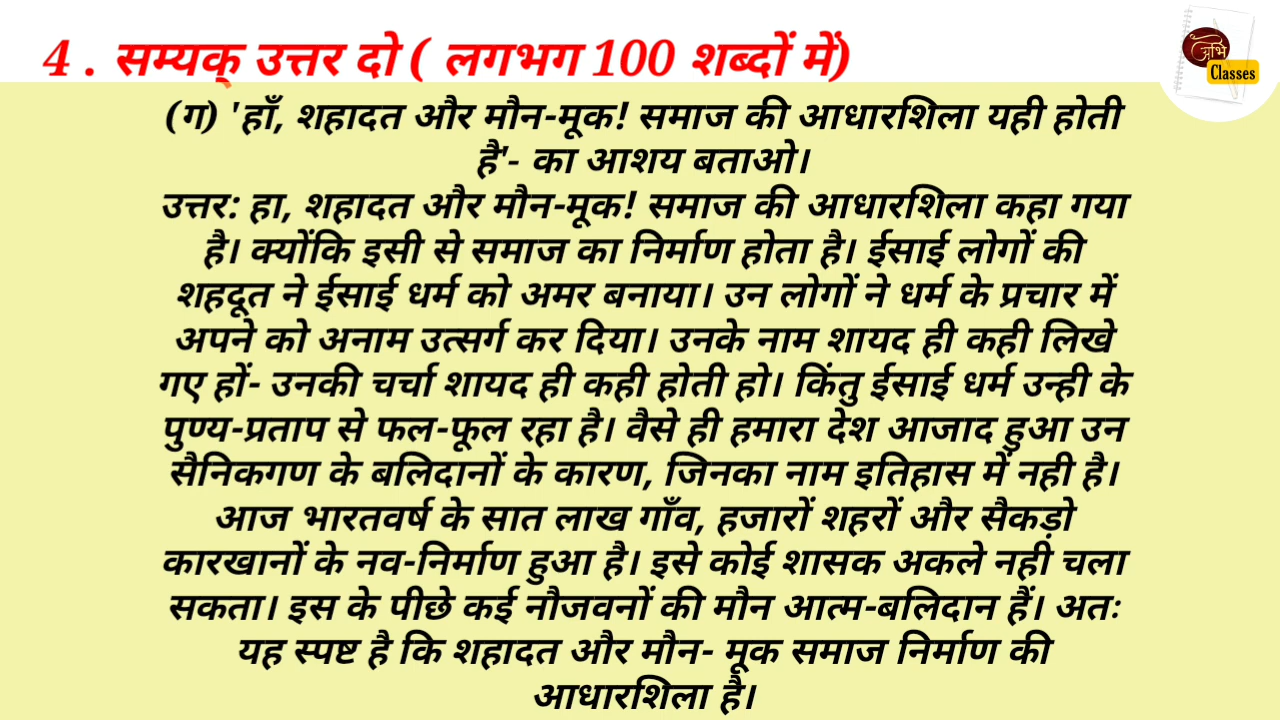 4 . सम्यक् उत्तर दो ( लगभग 100 शब्दों में)
अभि
Classes
(ग) 'हाँ, शहादत और मौन-मूक! समाज की आधारशिला यही होती
है'- का आशय बताओ।
उत्तर: हा, शहादत और मौन-मूक! समाज की आधारशिला कहा गया
है। क्योंकि इसी से समाज का निर्माण होता है। ईसाई लोगों की
शहदूत ने ईसाई धर्म को अमर बनाया। उन लोगों ने धर्म के प्रचार में
अपने को अनाम उत्सर्ग कर दिया। उनके नाम शायद ही कही लिखे
गए हों- उनकी चर्चा शायद ही कही होती हो। किंतु ईसाई धर्म उन्ही के
पुण्य-प्रताप से फल-फूल रहा है। वैसे ही हमारा देश आजाद हुआ उन
सैनिकगण के बलिदानों के कारण, जिनका नाम इतिहास में नही है।
आज भारतवर्ष के सात लाख गाँव, हजारों शहरों और सैकड़ो
कारखानों के नव-निर्माण हुआ है। इसे कोई शासक अकले नही चला
सकता। इस के पीछे कई नौजवनों की मौन आत्म-बलिदान हैं। अतः
यह स्पष्ट है कि शहादत और मौन- मूक समाज निर्माण की
आधारशिला है।